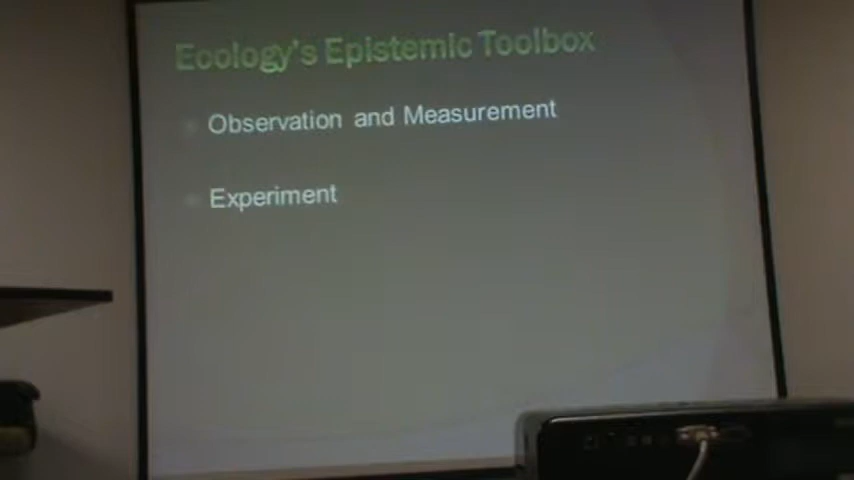 Ecology's Epistemic Toolbox
Observation and Measurement
Experiment